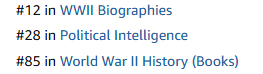 #12 in WWII Biographies
#28 in Political Intelligence
#85 in World War II History (Books)